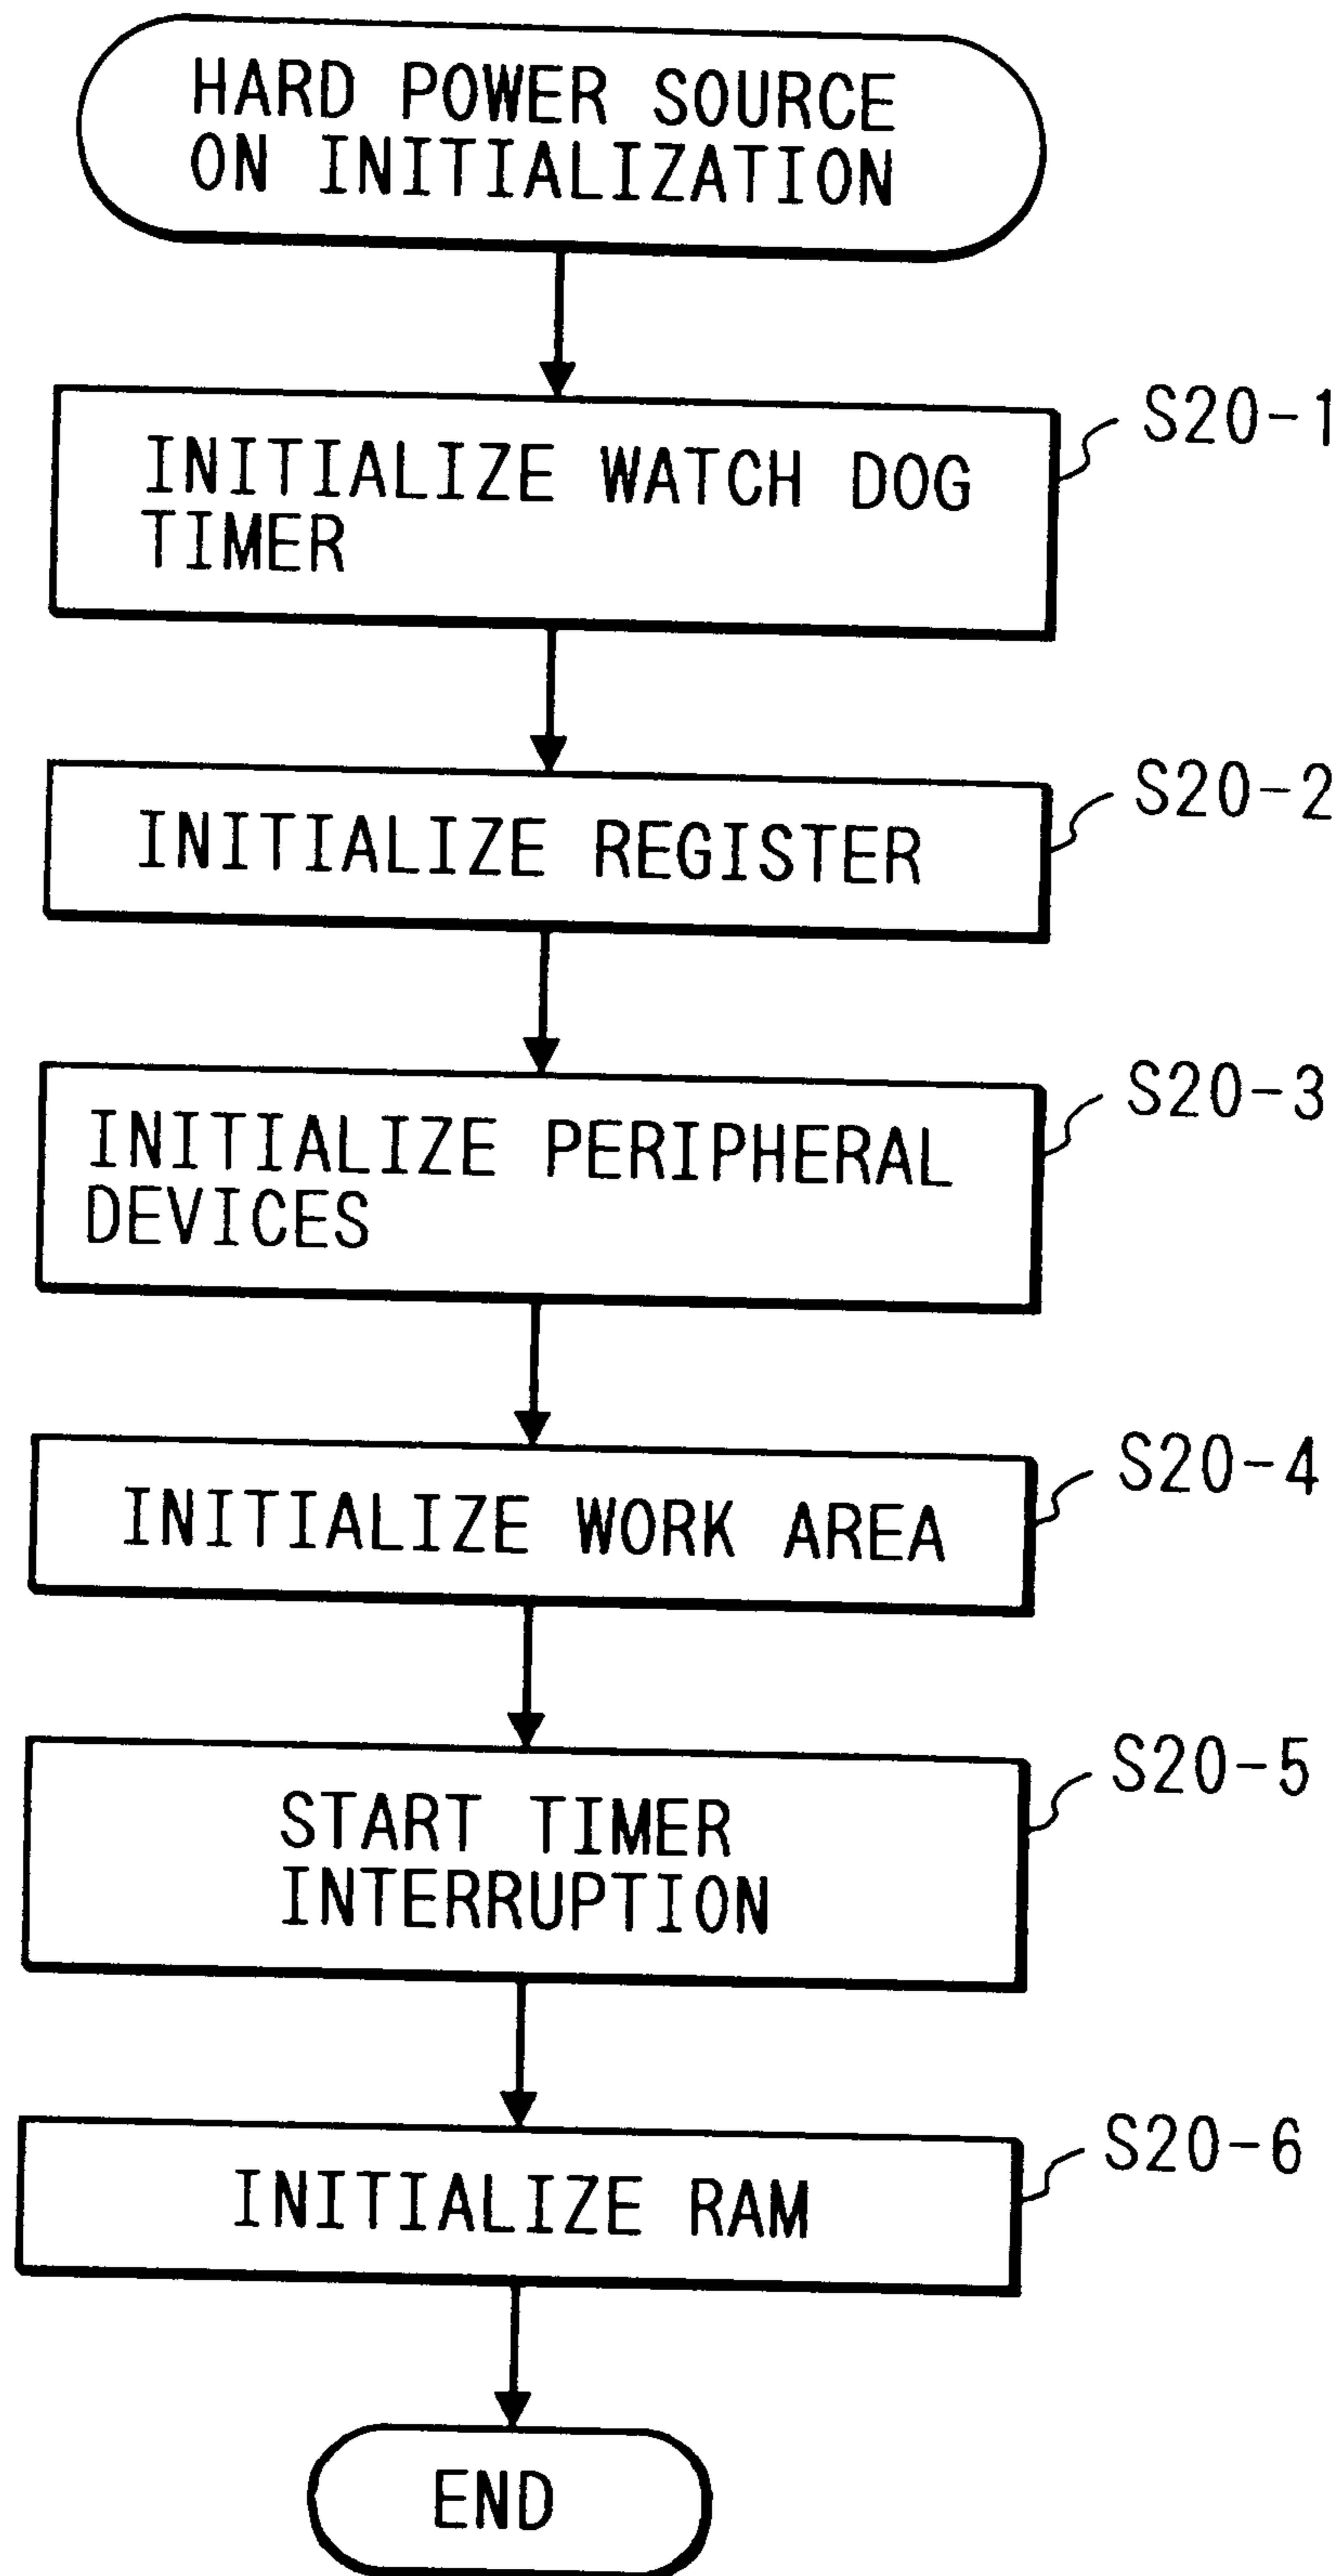 HARD POWER SOURCE
ON INITIALIZATION
INITIALIZE WATCH DOG
TIMER
S20-1
INITIALIZE REGISTER
S20-2
INITIALIZE PERIPHERAL
DEVICES
S20-3
INITIALIZE WORK AREA
S20-4
START TIMER
INTERRUPTION
S20-5
INITIALIZE RAM
S20-6
END